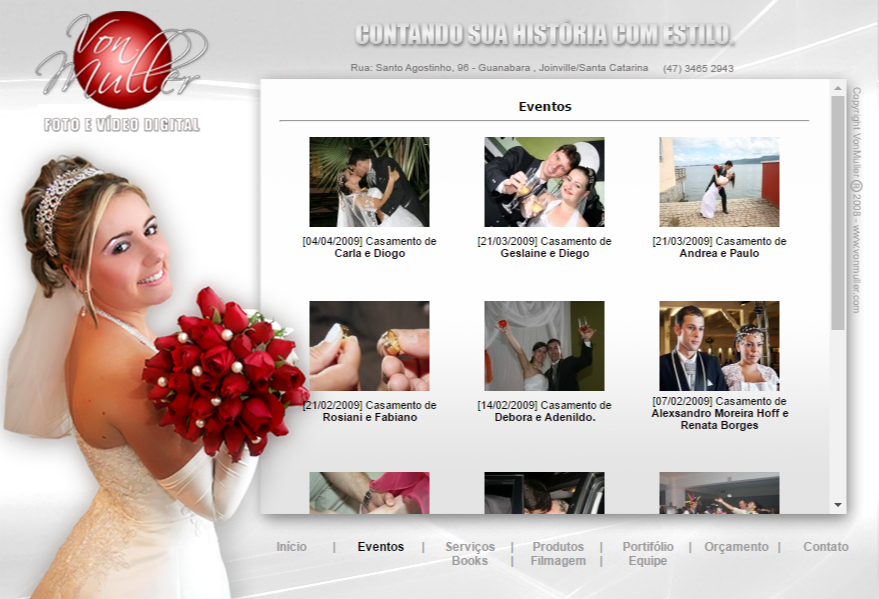 Von
Muller
FOTO E VÍDEO DIGITAL
CONTANDO SUA HISTÓRIA COM ESTILO.
Rua: Santo Agostinho, 96 - Guanabara , Joinville/Santa Catarina (47) 3465 2943
Eventos
[04/04/2009] Casamento de
Carla e Diogo
[21/03/2009] Casamento de
Geslaine e Diego
[21/03/2009] Casamento de
Andrea e Paulo
[21/02/2009] Casamento de
Rosiani e Fabiano
[14/02/2009] Casamento de
Debora e Adenildo.
[07/02/2009] Casamento de
Alexsandro Moreira Hoff e
Renata Borges
Copyright VonMuller ® 2008 - www.vonmuller.com
Início | Eventos | Serviços | Produtos | Portifólio | Orçamento | Contato
Books | Filmagem | Equipe